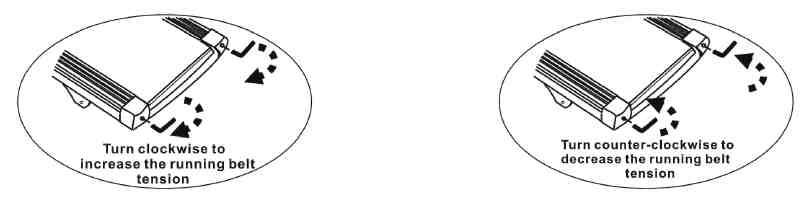 Turn clockwise to
increase the running belt
tension
Turn counter-clockwise to
decrease the running belt
tension